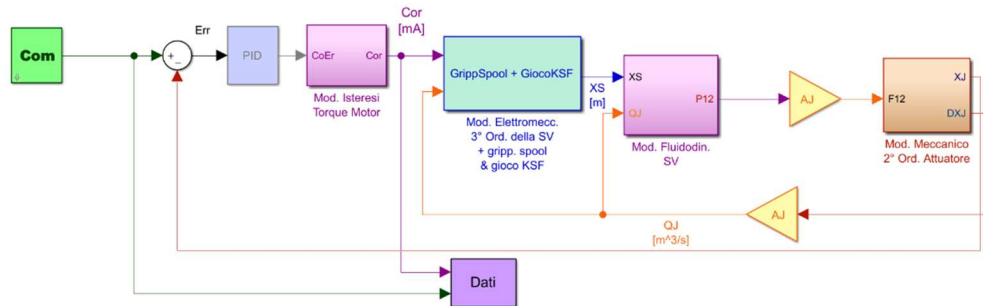 Cor
[mA]
Err
Com
+
-
PID
CoEr
Cor
Mod. Isteresi
Torque Motor
GrippSpool + GiocoKSF
Mod. Elettromecc.
3° Ord. della SV
+ gripp. spool
& gioco KSF
XS
[m]
XS
QJ
P12
Mod. Fluidodin.
SV
AJ
F12
XJ
DXJ
Mod. Meccanico
2° Ord. Attuatore
AJ
QJ
[m^3/s]
Dati